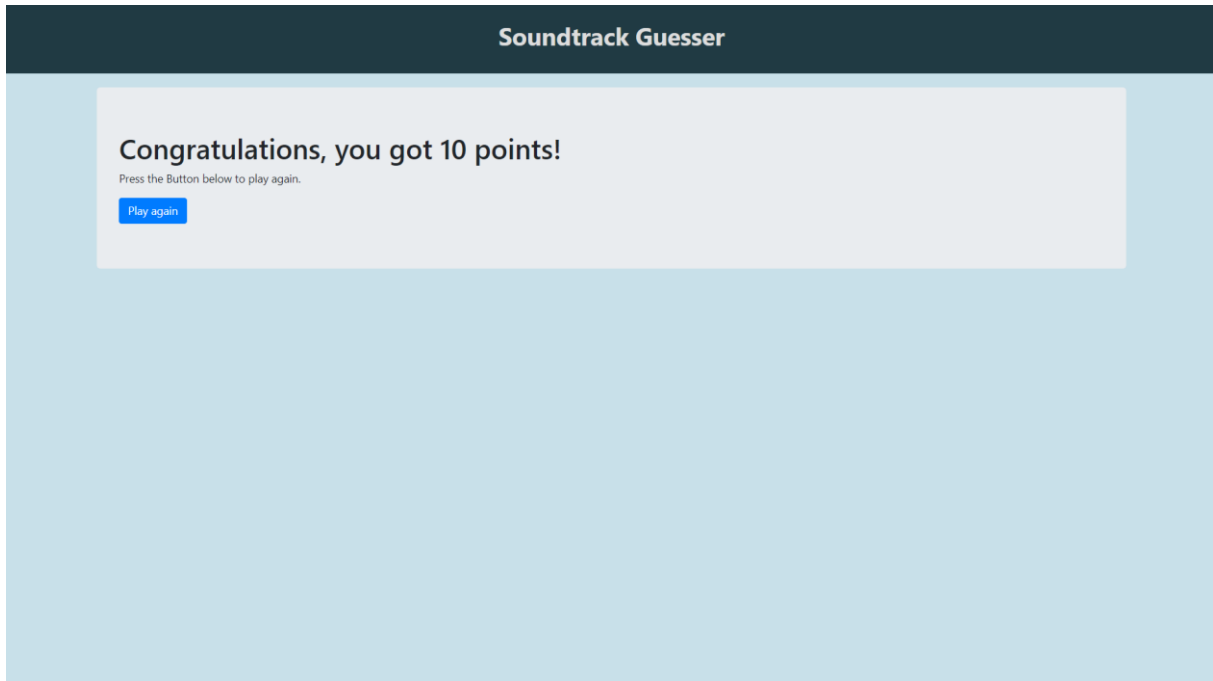 Soundtrack Guesser
Congratulations, you got 10 points!
Press the Button below to play again.
Play again